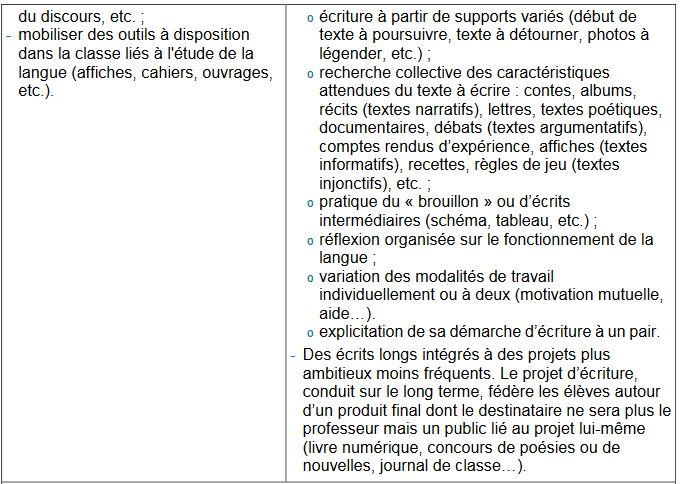 du discours, etc. ;
- mobiliser des outils à disposition
dans la classe liés à l'étude de la
langue (affiches, cahiers, ouvrages,
etc.).
o écriture à partir de supports variés (début de
texte à poursuivre, texte à détourner, photos à
légender, etc.) ;
o recherche collective des caractéristiques
attendues du texte à écrire : contes, albums,
récits (textes narratifs), lettres, textes poétiques,
documentaires, débats (textes argumentatifs),
comptes rendus d’expérience, affiches (textes
informatifs), recettes, règles de jeu (textes
injonctifs), etc. ;
o pratique du « brouillon » ou d’écrits
intermédiaires (schéma, tableau, etc.) ;
o réflexion organisée sur le fonctionnement de la
langue ;
o variation des modalités de travail
individuellement ou à deux (motivation mutuelle,
aide…).
o explicitation de sa démarche d’écriture à un pair.
- Des écrits longs intégrés à des projets plus
ambitieux moins fréquents. Le projet d’écriture,
conduit sur le long terme, fédère les élèves autour
d’un produit final dont le destinataire ne sera plus le
professeur mais un public lié au projet lui-même
(livre numérique, concours de poésies ou de
nouvelles, journal de classe…).